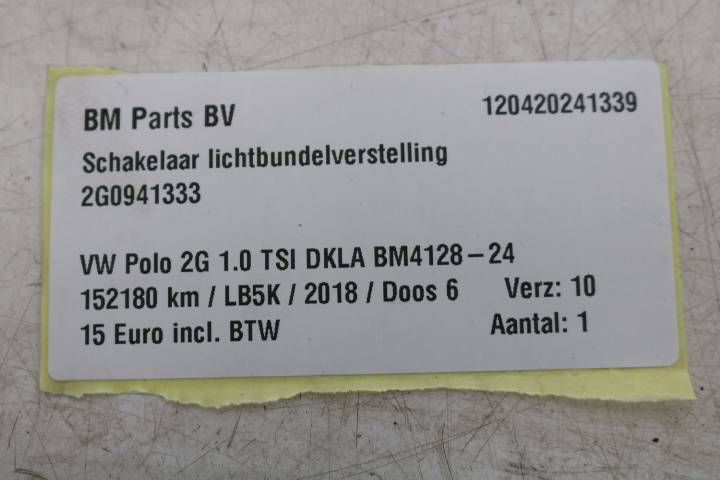 BM Parts BV 120420241339
Schakelaar lichtbundelverstelling
2G0941333
VW Polo 2G 1.0 TSI DKLA BM4128-24
152180 km / LB5K / 2018 / Doos 6 Verz: 10
15 Euro incl. BTW Aantal: 1